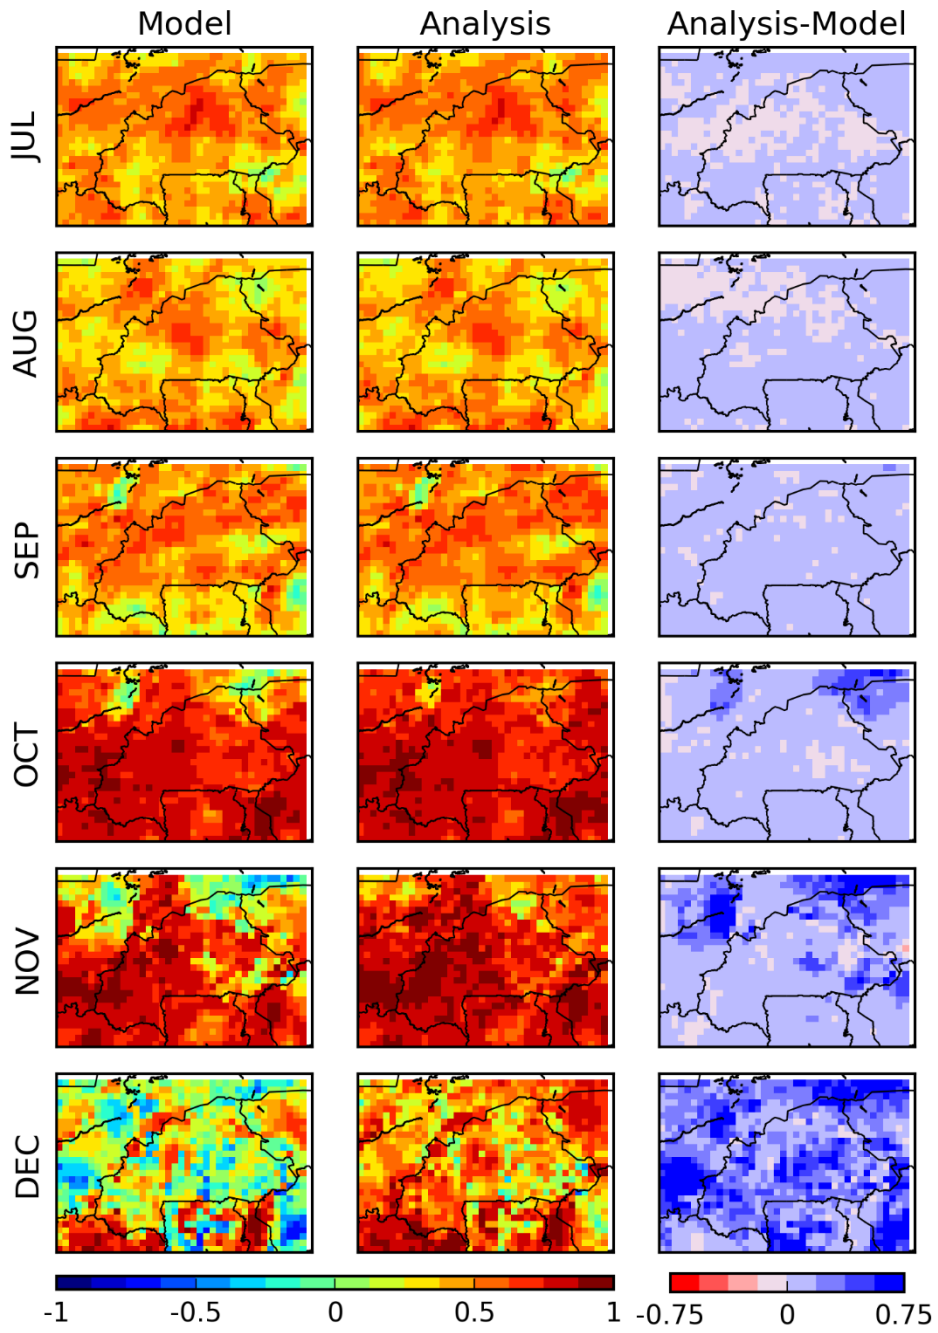 Model Analysis Analysis-Model
JUL
AUG
SEP
OCT
NOV
DEC
-1 -0.5 0 0.5 1 -0.75 0 0.75